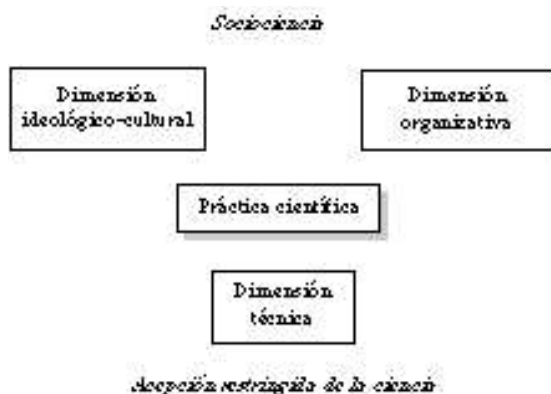 Sociociencia
Dimensión
ideológico-cultural
Dimensión
organizativa
Práctica científica
Dimensión
técnica
Acepción restringida de la ciencia